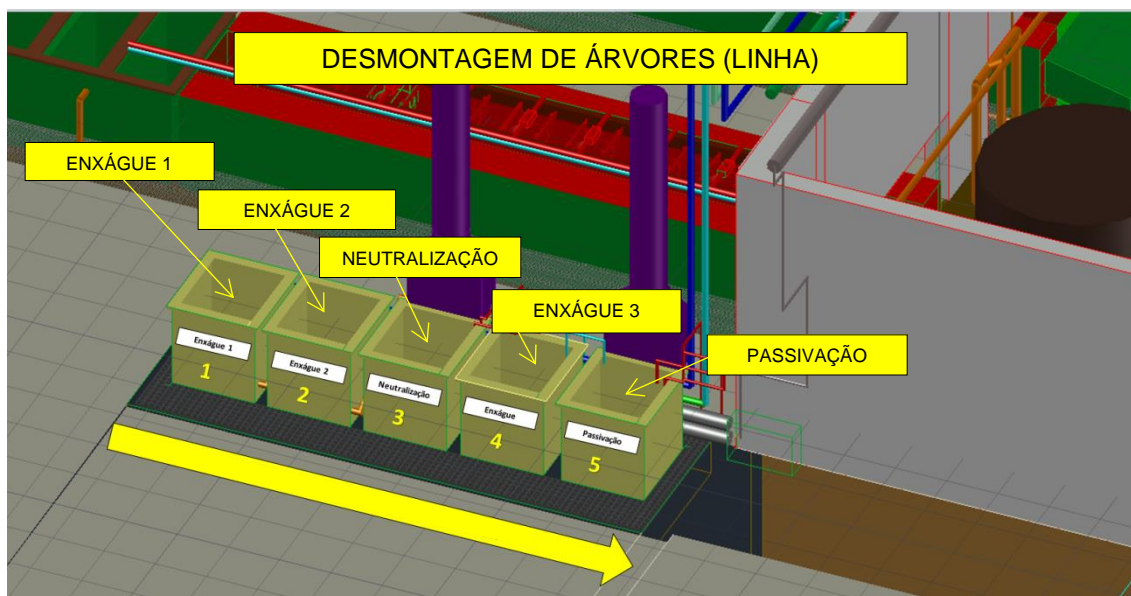 DESMONTAGEM DE ÁRVORES (LINHA)
ENXÁGUE 1
ENXÁGUE 2
NEUTRALIZAÇÃO
ENXÁGUE 3
PASSIVAÇÃO
Enxágue 1
1
Enxágue 2
2
Neutralização
3
Enxágue
4
Passivação
5